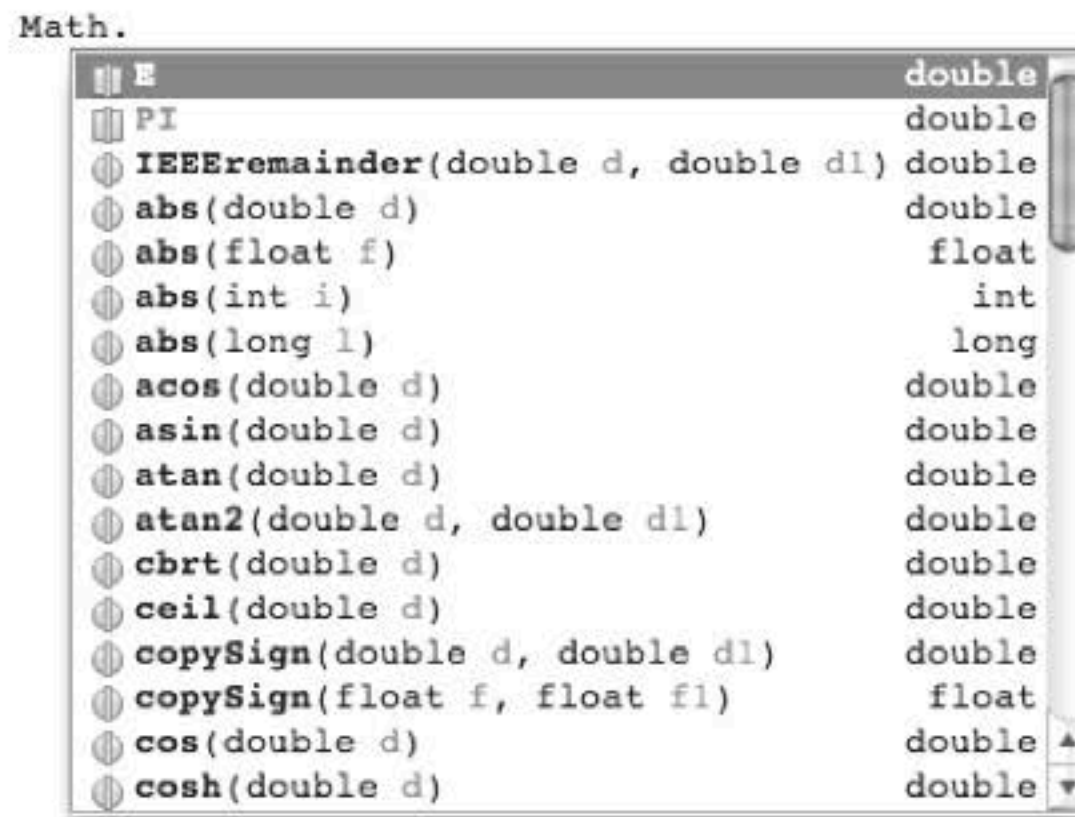 Math.
E double
PI double
IEEEremainder(double d, double d1) double
abs(double d) double
abs(float f) float
abs(int i) int
abs(long l) long
acos(double d) double
asin(double d) double
atan(double d) double
atan2(double d, double d1) double
cbrt(double d) double
ceil(double d) double
copySign(double d, double d1) double
copySign(float f, float f1) float
cos(double d) double
cosh(double d) double